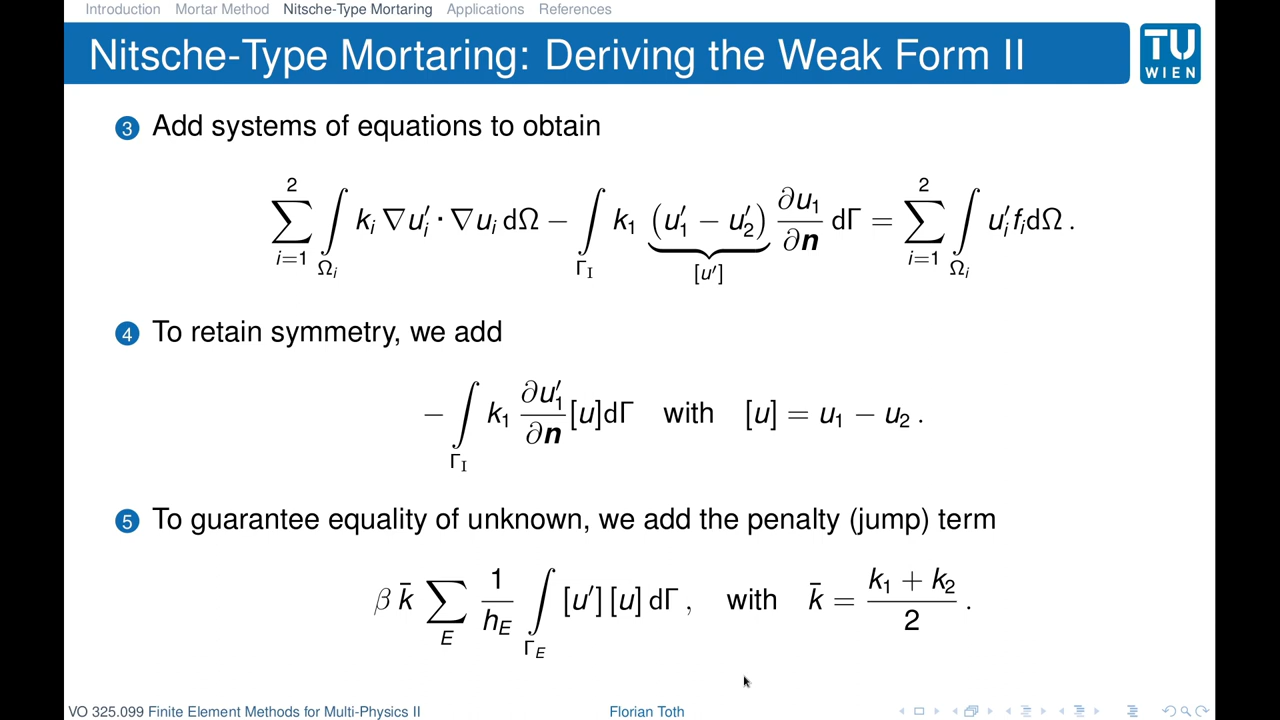 Introduction Mortar Method Nitsche-Type Mortaring Applications References
Nitsche-Type Mortaring: Deriving the Weak Form II
TU
WIEN
3 Add systems of equations to obtain
∑_{i=1}^{2} ∫_{Ω_i} k_i ∇u′_i · ∇u_i dΩ − ∫_{Γ_I} k_1 (u′_1 − u′_2) ∂u_1/∂n dΓ = ∑_{i=1}^{2} ∫_{Ω_i} u′_i f_i dΩ .
[u′]
4 To retain symmetry, we add
− ∫_{Γ_I} k_1 ∂u′_1/∂n [u]dΓ with [u] = u_1 − u_2 .
5 To guarantee equality of unknown, we add the penalty (jump) term
β k̄ ∑_E 1/h_E ∫_{Γ_E} [u′] [u] dΓ , with k̄ = (k_1 + k_2)/2 .
VO 325.099 Finite Element Methods for Multi-Physics II Florian Toth